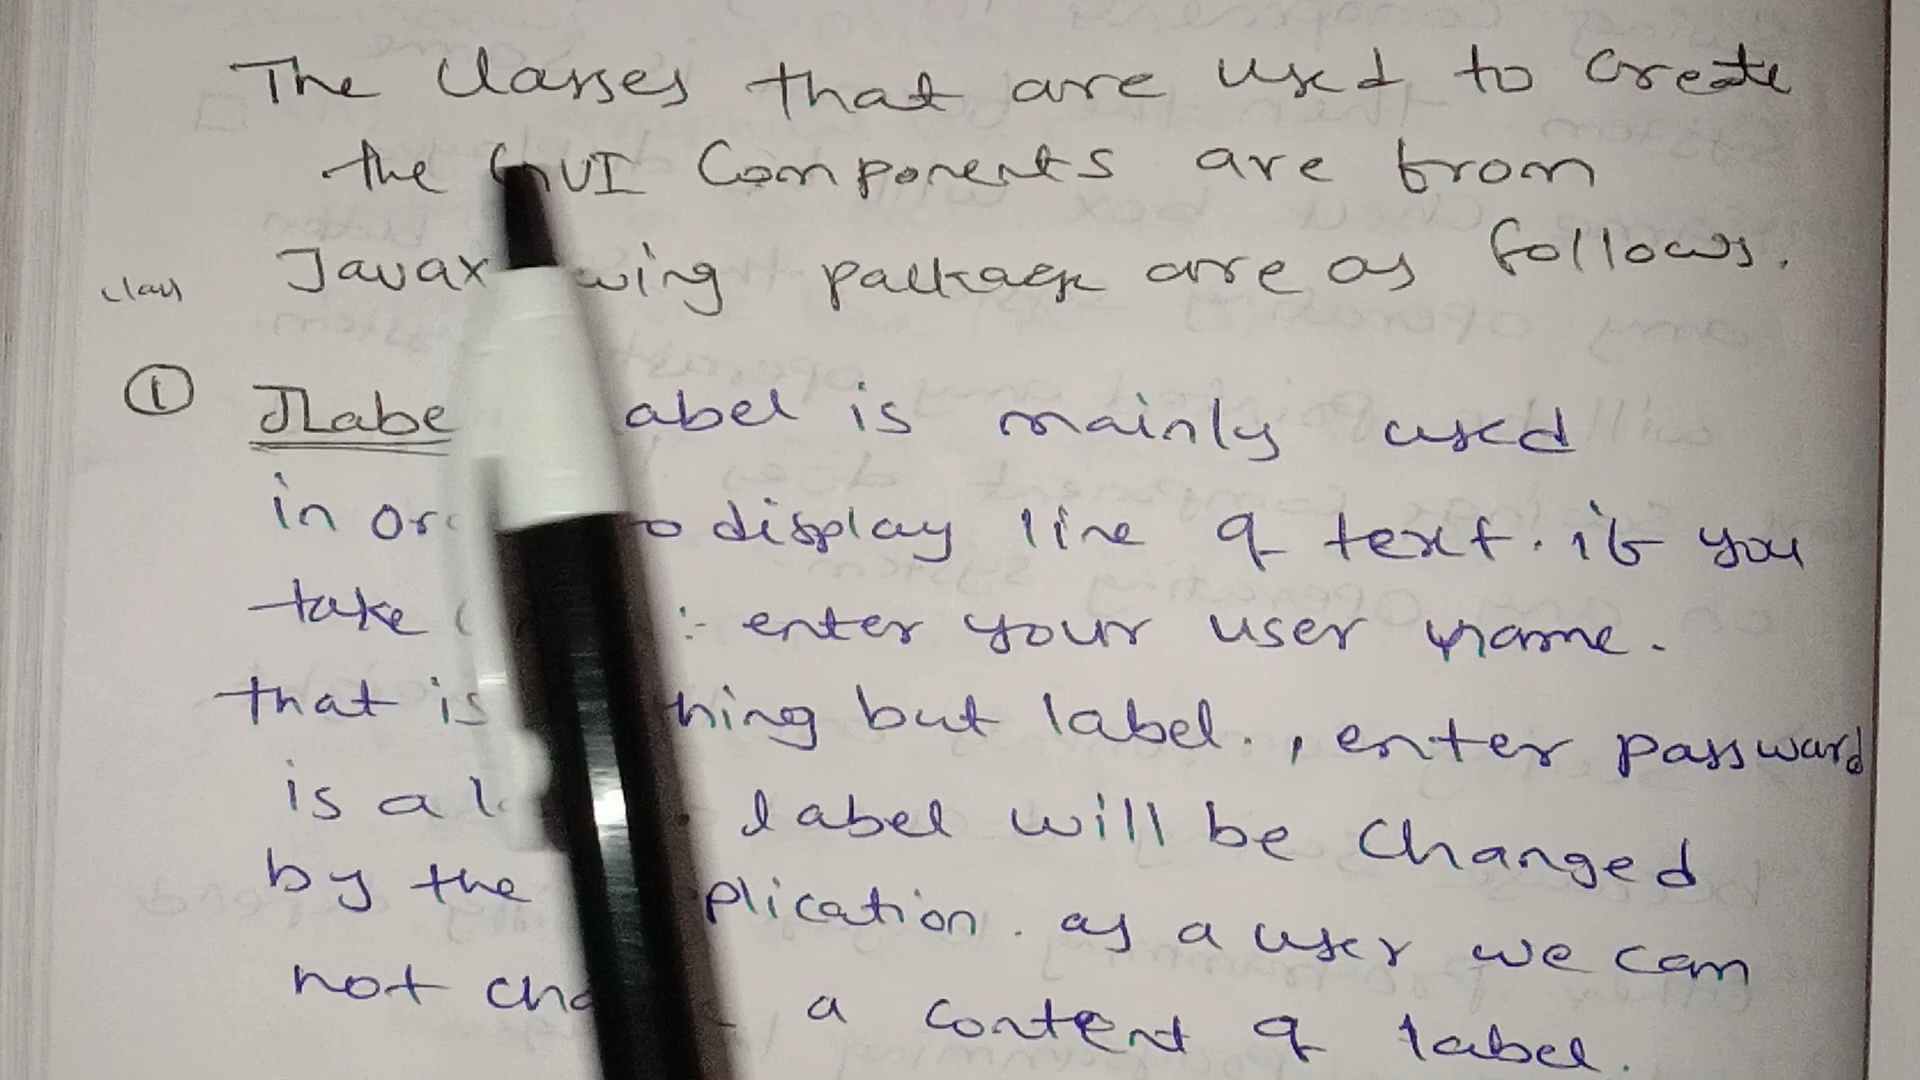 The classes that are used to create
the GUI Components are from
Javax wing package are as follows.
class
① JLabe abel is mainly used
in or o display line of text. if you
take :- enter your user name.
that is hing but label. , enter passward
is a l label will be changed
by the plication. as a user we can
not cha a content of label.